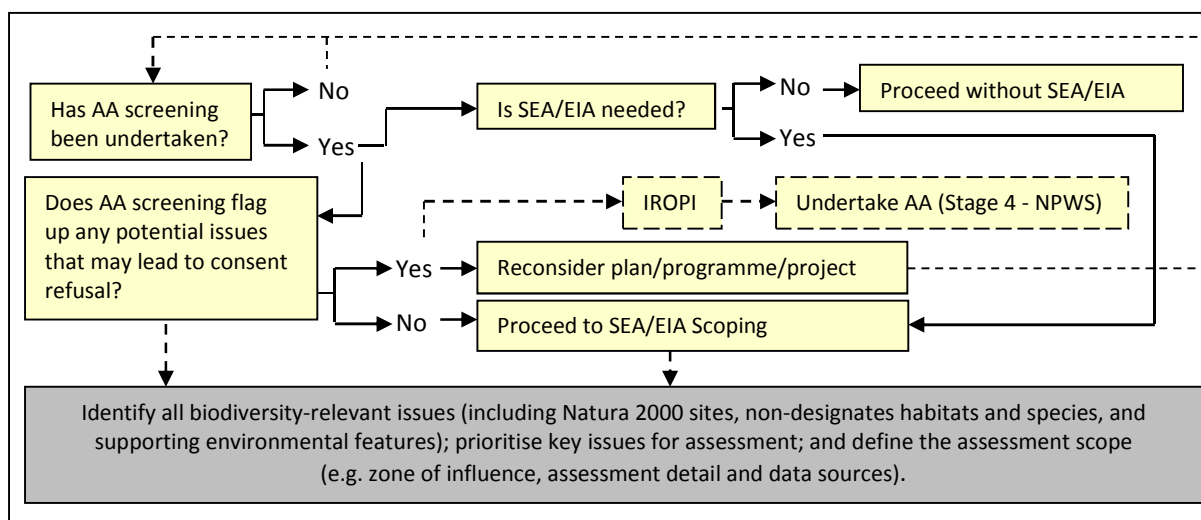 Has AA screening
been undertaken?
No
Yes
Is SEA/EIA needed?
No
Yes
Proceed without SEA/EIA
Does AA screening flag
up any potential issues
that may lead to consent
refusal?
IROPI
Undertake AA (Stage 4 - NPWS)
Yes
Reconsider plan/programme/project
No
Proceed to SEA/EIA Scoping
Identify all biodiversity-relevant issues (including Natura 2000 sites, non-designates habitats and species, and
supporting environmental features); prioritise key issues for assessment; and define the assessment scope
(e.g. zone of influence, assessment detail and data sources).